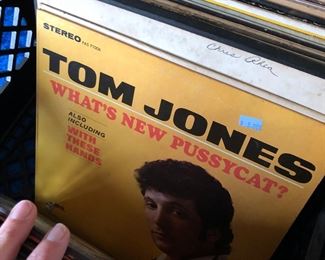 STEREO
TOM JONES
WHAT'S NEW PUSSYCAT?
ALSO
INCLUDING
WITH
THESE
HANDS